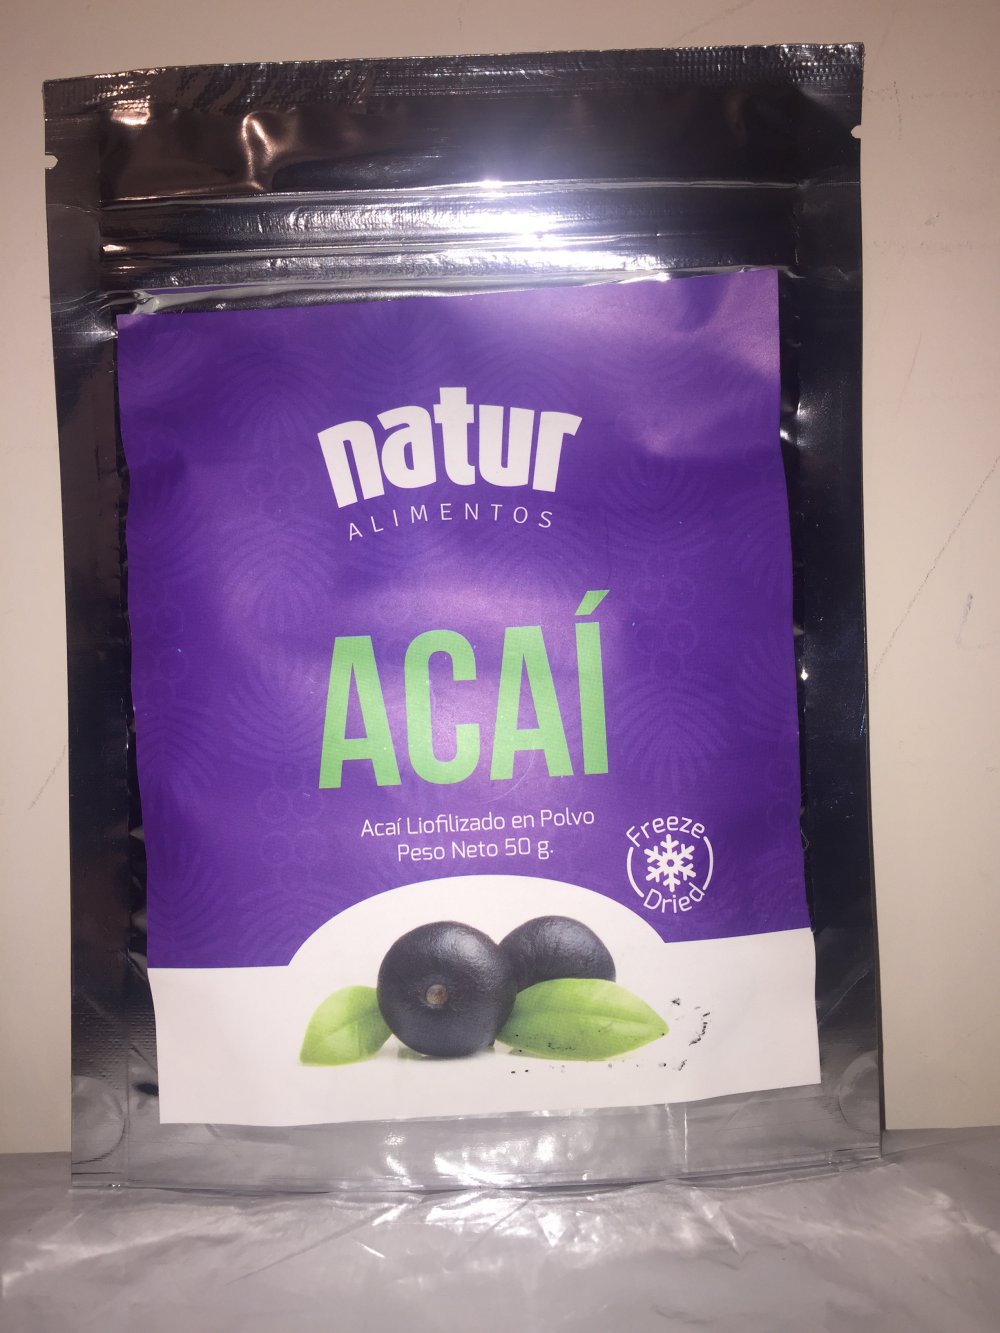 natur
ALIMENTOS
ACAÍ
Acaí Liofilizado en Polvo
Peso Neto 50 g.
Freeze
Dried